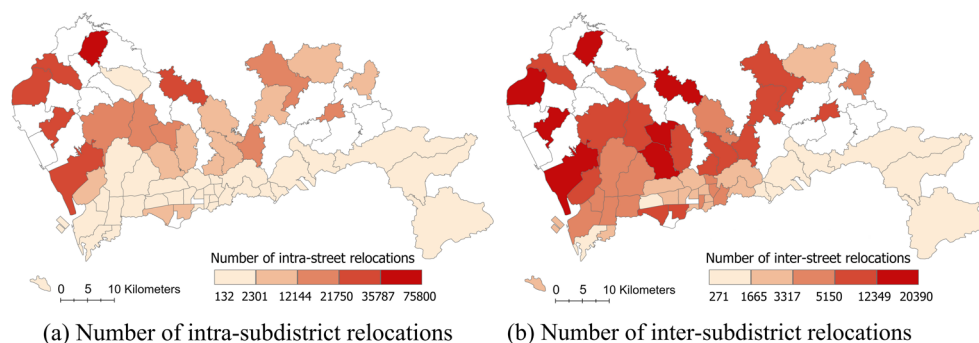 Number of intra-street relocations
0 5 10 Kilometers
132 2301 12144 21750 35787 75800
(a) Number of intra-subdistrict relocations
Number of inter-street relocations
0 5 10 Kilometers
271 1665 3317 5150 12349 20390
(b) Number of inter-subdistrict relocations